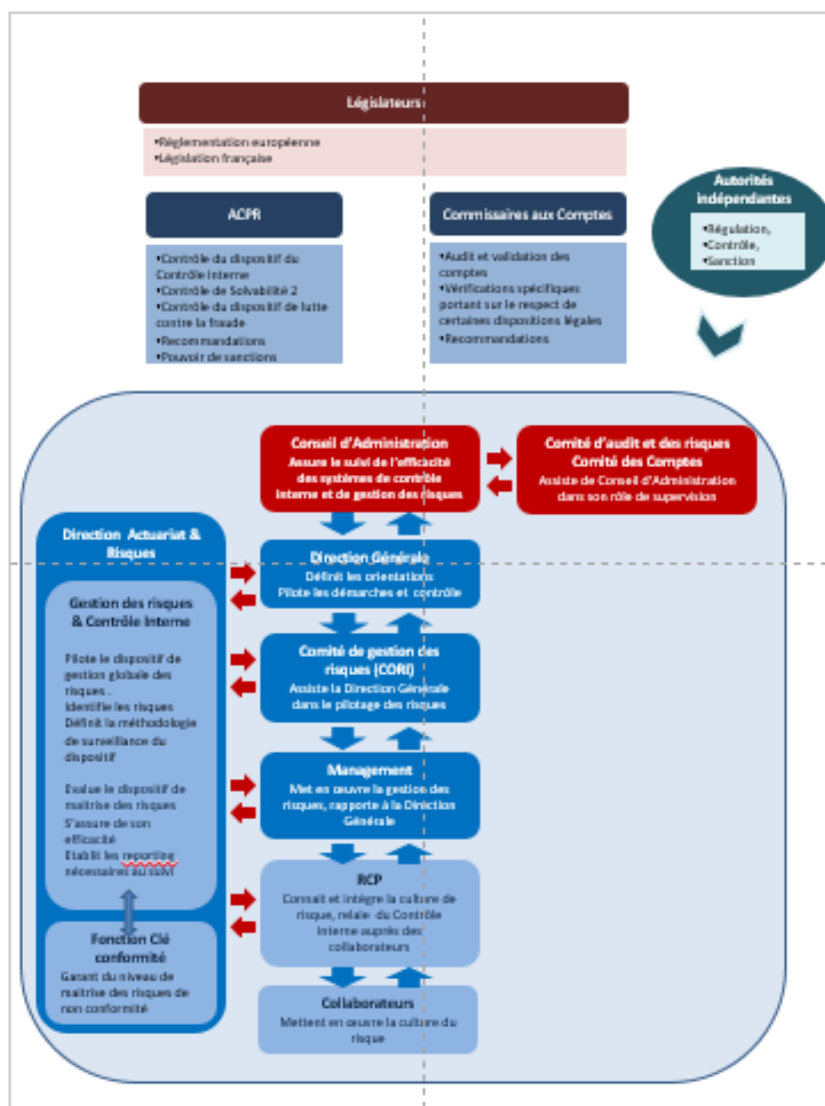 Législateurs
•Réglementation européenne
•Législation française
ACPR
•Contrôle du dispositif du
Contrôle Interne
•Contrôle de Solvabilité 2
•Contrôle du dispositif de lutte
contre la fraude
•Recommandations
•Pouvoir de sanctions
Commissaires aux Comptes
•Audit et validation des
comptes
•Vérifications spécifiques
portant sur le respect de
certaines dispositions légales
•Recommandations
Autorités
indépendantes
•Régulation,
•Contrôle,
•Sanction
Conseil d'Administration
Assure le suivi de l'efficacité
des systèmes de contrôle
Interne et de gestion des risques
Comité d'audit et des risques
Comité des Comptes
Assiste de Conseil d'Administration
dans son rôle de supervision
Direction Actuariat &
Risques
Gestion des risques
& Contrôle Interne
Pilote le dispositif de
gestion globale des
risques .
Identifie les risques
Définit la méthodologie
de surveillance du
dispositif
Evalue le dispositif de
maitrise des risques
S'assure de son
efficacité
Etablit les reporting
nécessaires au suivi
Fonction Clé
conformité
Garant du niveau de
maitrise des risques de
non conformité
Direction Générale
Définit les orientations
Pilote les démarches et contrôle
Comité de gestion des
risques (CORI)
Assiste la Direction Générale
dans le pilotage des risques
Management
Met en œuvre la gestion des
risques, rapporte à la Direction
Générale
RCP
Connaît et intègre la culture de
risque, relaie du Contrôle
Interne auprès des
collaborateurs
Collaborateurs
Mettent en œuvre la culture du
risque